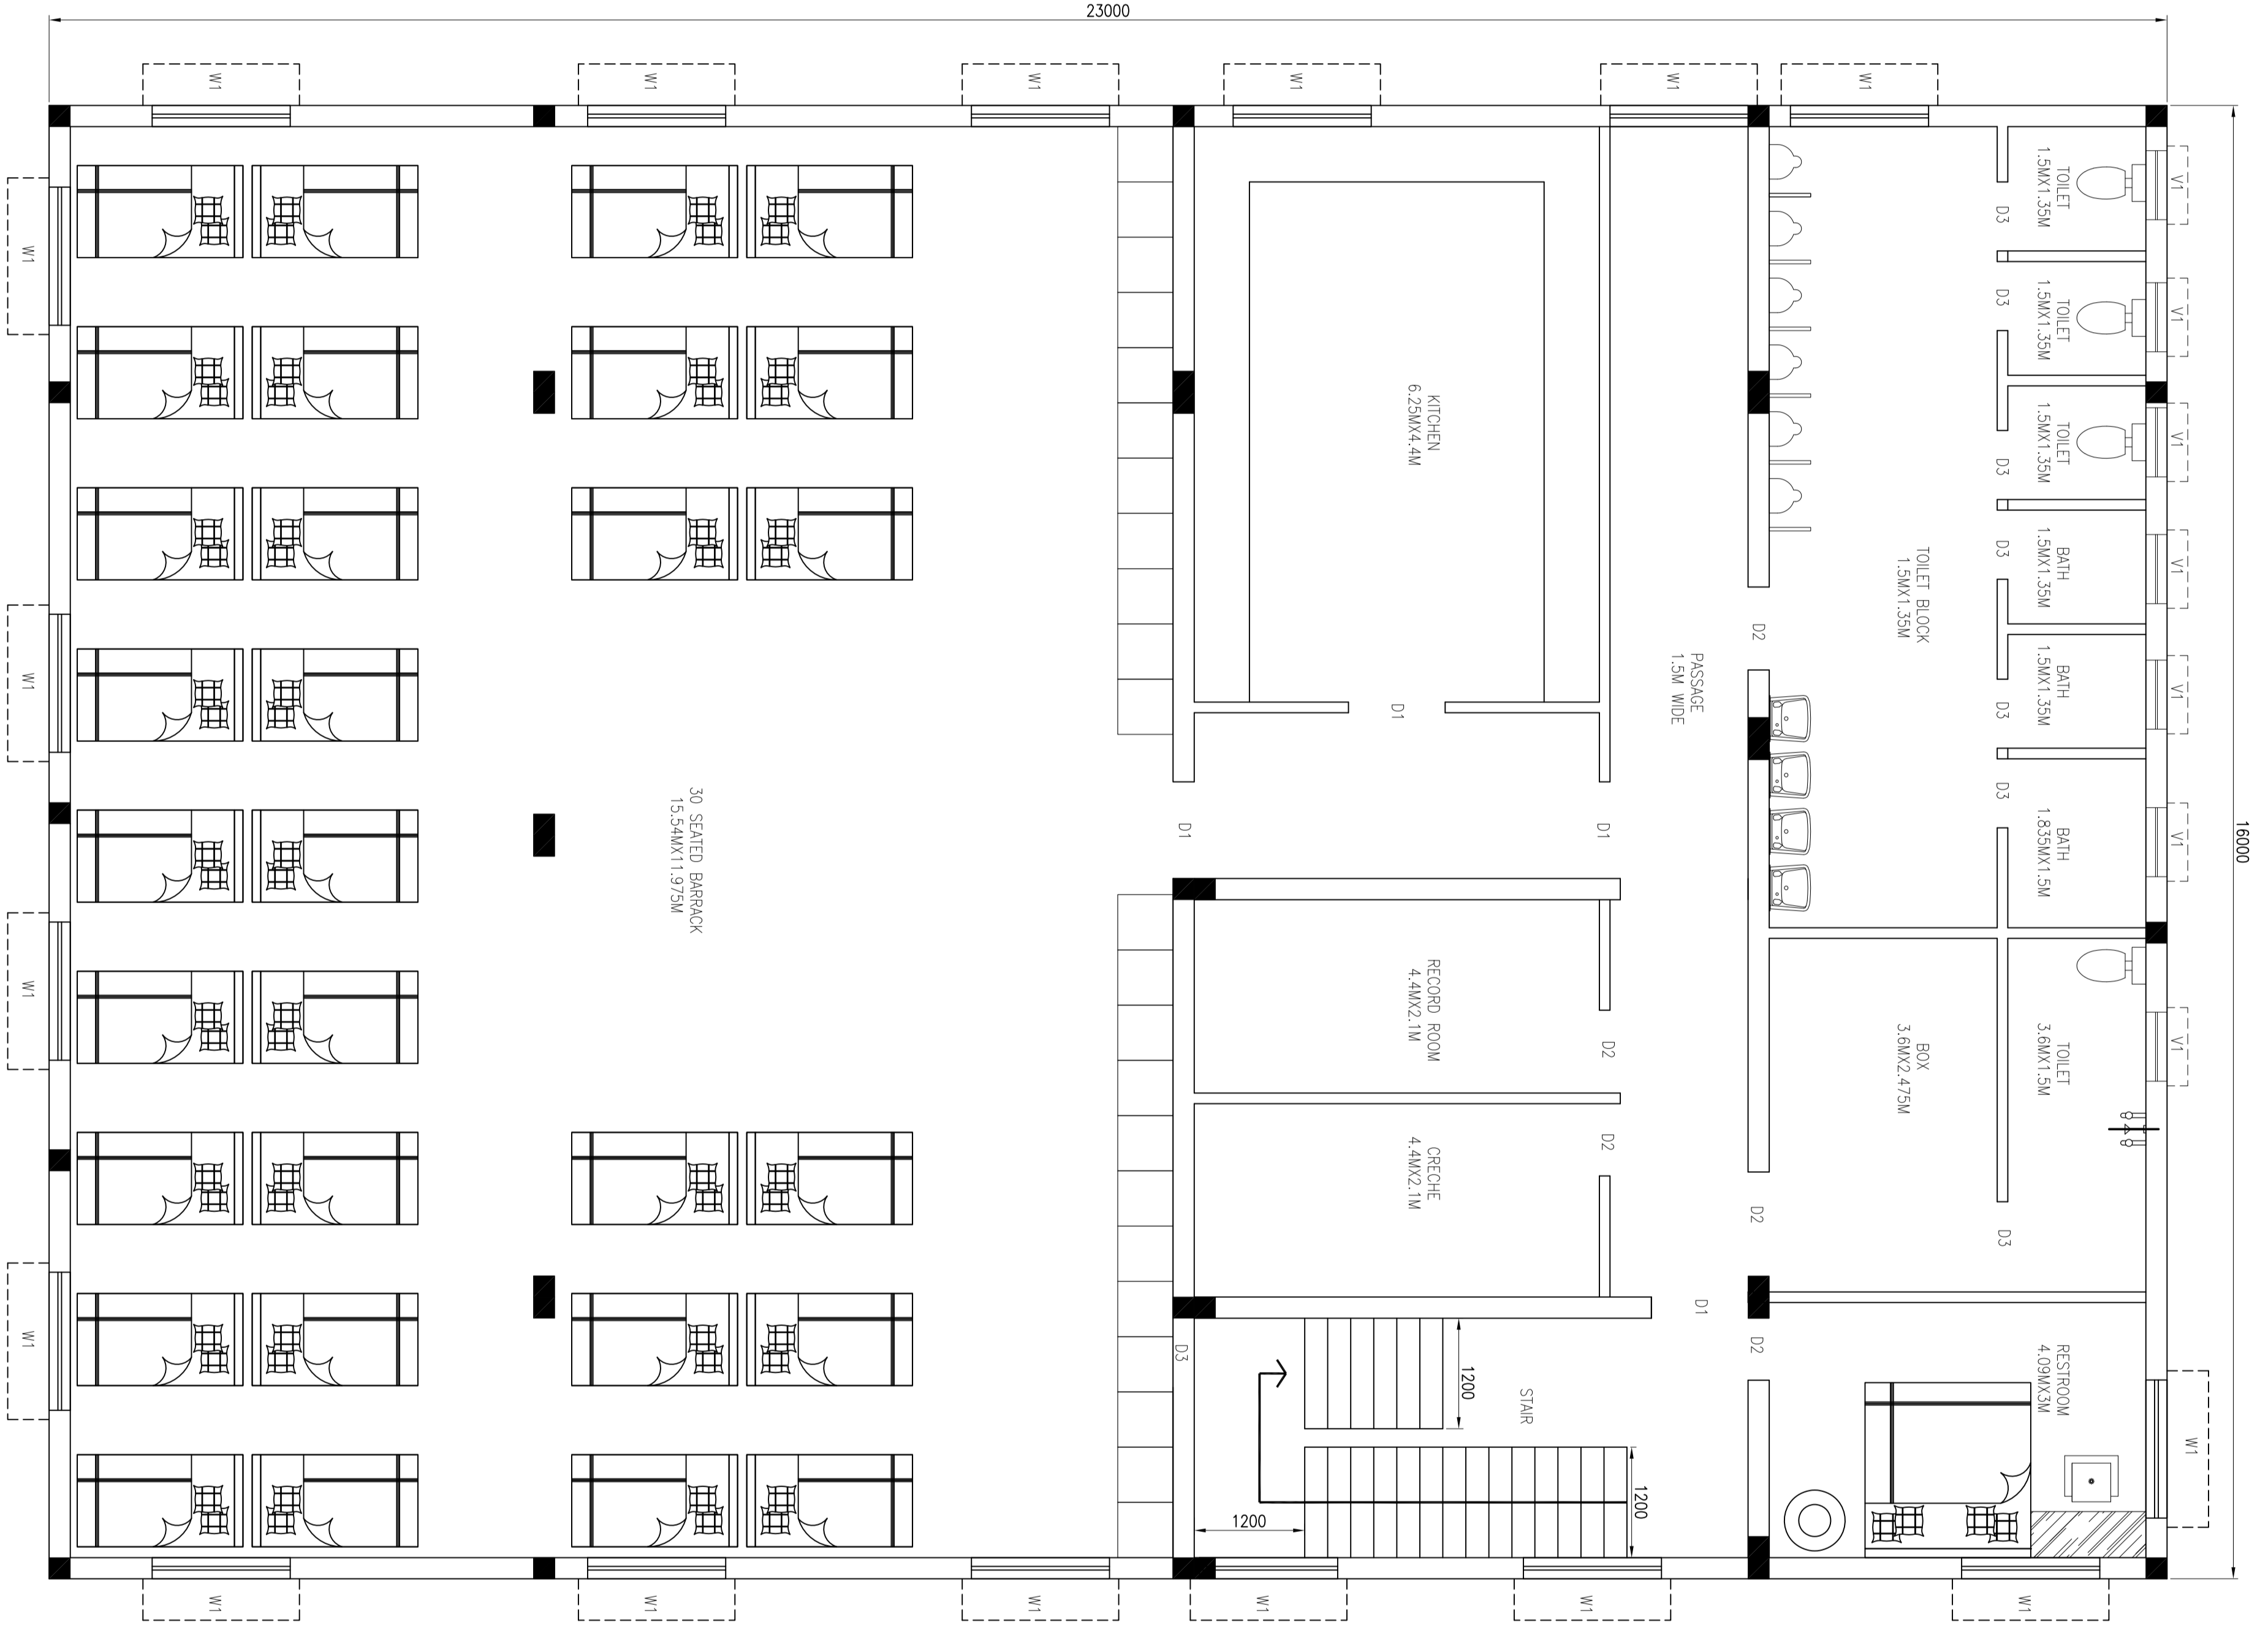 23000
W1
W1
W1
W1
W1
W1
TOILET
1.5MX1.35M
V1
D3
W1
D3
TOILET
1.5MX1.35M
V1
KITCHEN
6.25MX4.4M
D3
TOILET
1.5MX1.35M
V1
D3
BATH
1.5MX1.35M
V1
TOILET BLOCK
1.5MX1.35M
D2
W1
PASSAGE
1.5M WIDE
D1
D3
BATH
1.5MX1.35M
V1
D3
30 SEATED BARRACK
15.54MX11.975M
D1
D1
BATH
1.835MX1.5M
V1
16000
W1
RECORD ROOM
4.4MX2.1M
D2
BOX
3.6MX2.475M
TOILET
3.6MX1.5M
V1
CRECHE
4.4MX2.1M
D2
D2
D3
D1
W1
D3
D2
1200
STAIR
RESTROOM
4.09MX3M
W1
1200
1200
W1
W1
W1
W1
W1
W1